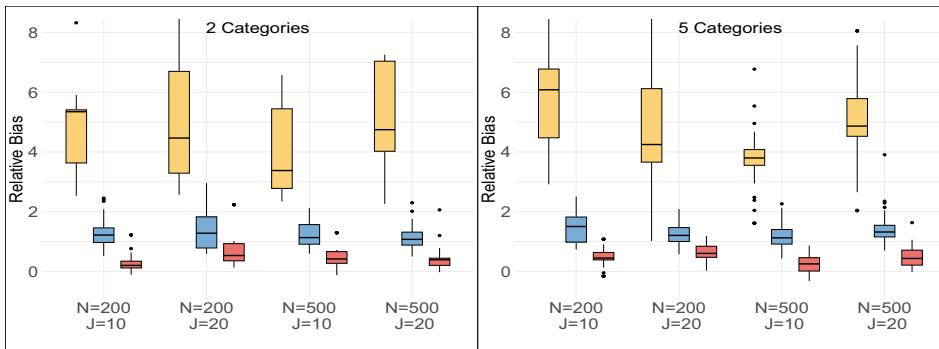 2 Categories
Relative Bias
8
6
4
2
0
N=200 N=200 N=500 N=500
J=10 J=20 J=10 J=20
5 Categories
Relative Bias
8
6
4
2
0
N=200 N=200 N=500 N=500
J=10 J=20 J=10 J=20